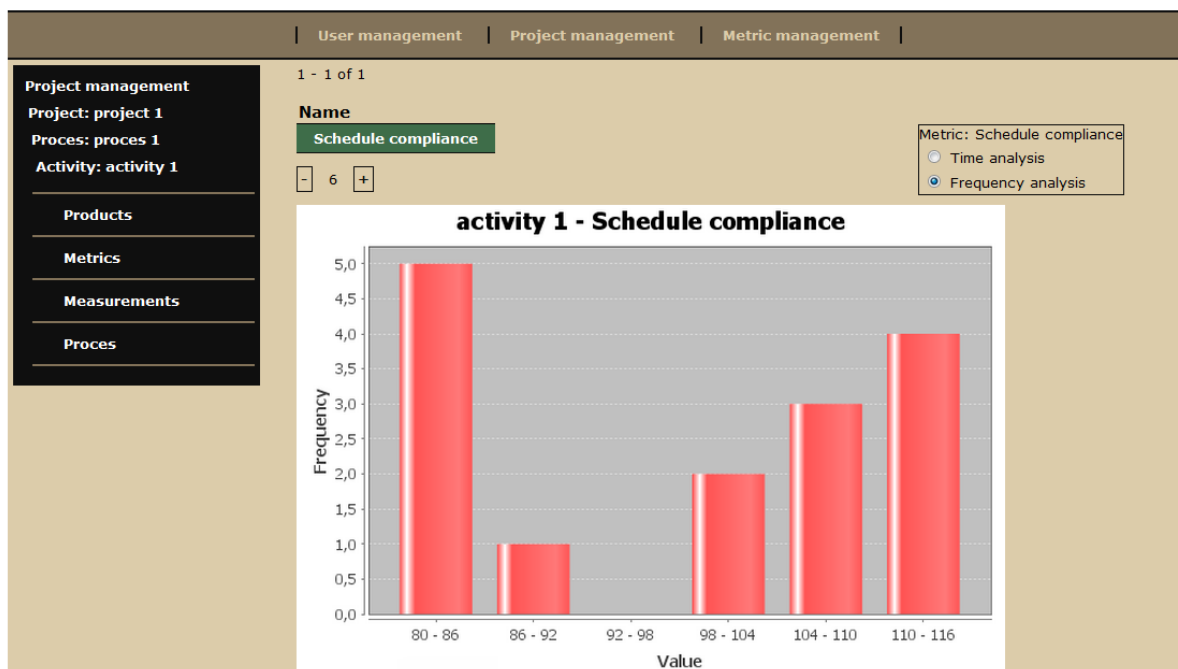 User management Project management Metric management
Project management
Project: project 1
Proces: proces 1
Activity: activity 1
Products
Metrics
Measurements
Proces
1 - 1 of 1
Name
Schedule compliance
- 6 +
Metric: Schedule compliance
Time analysis
Frequency analysis
activity 1 - Schedule compliance
Frequency
5,0
4,5
4,0
3,5
3,0
2,5
2,0
1,5
1,0
0,5
0,0
80 - 86 86 - 92 92 - 98 98 - 104 104 - 110 110 - 116
Value